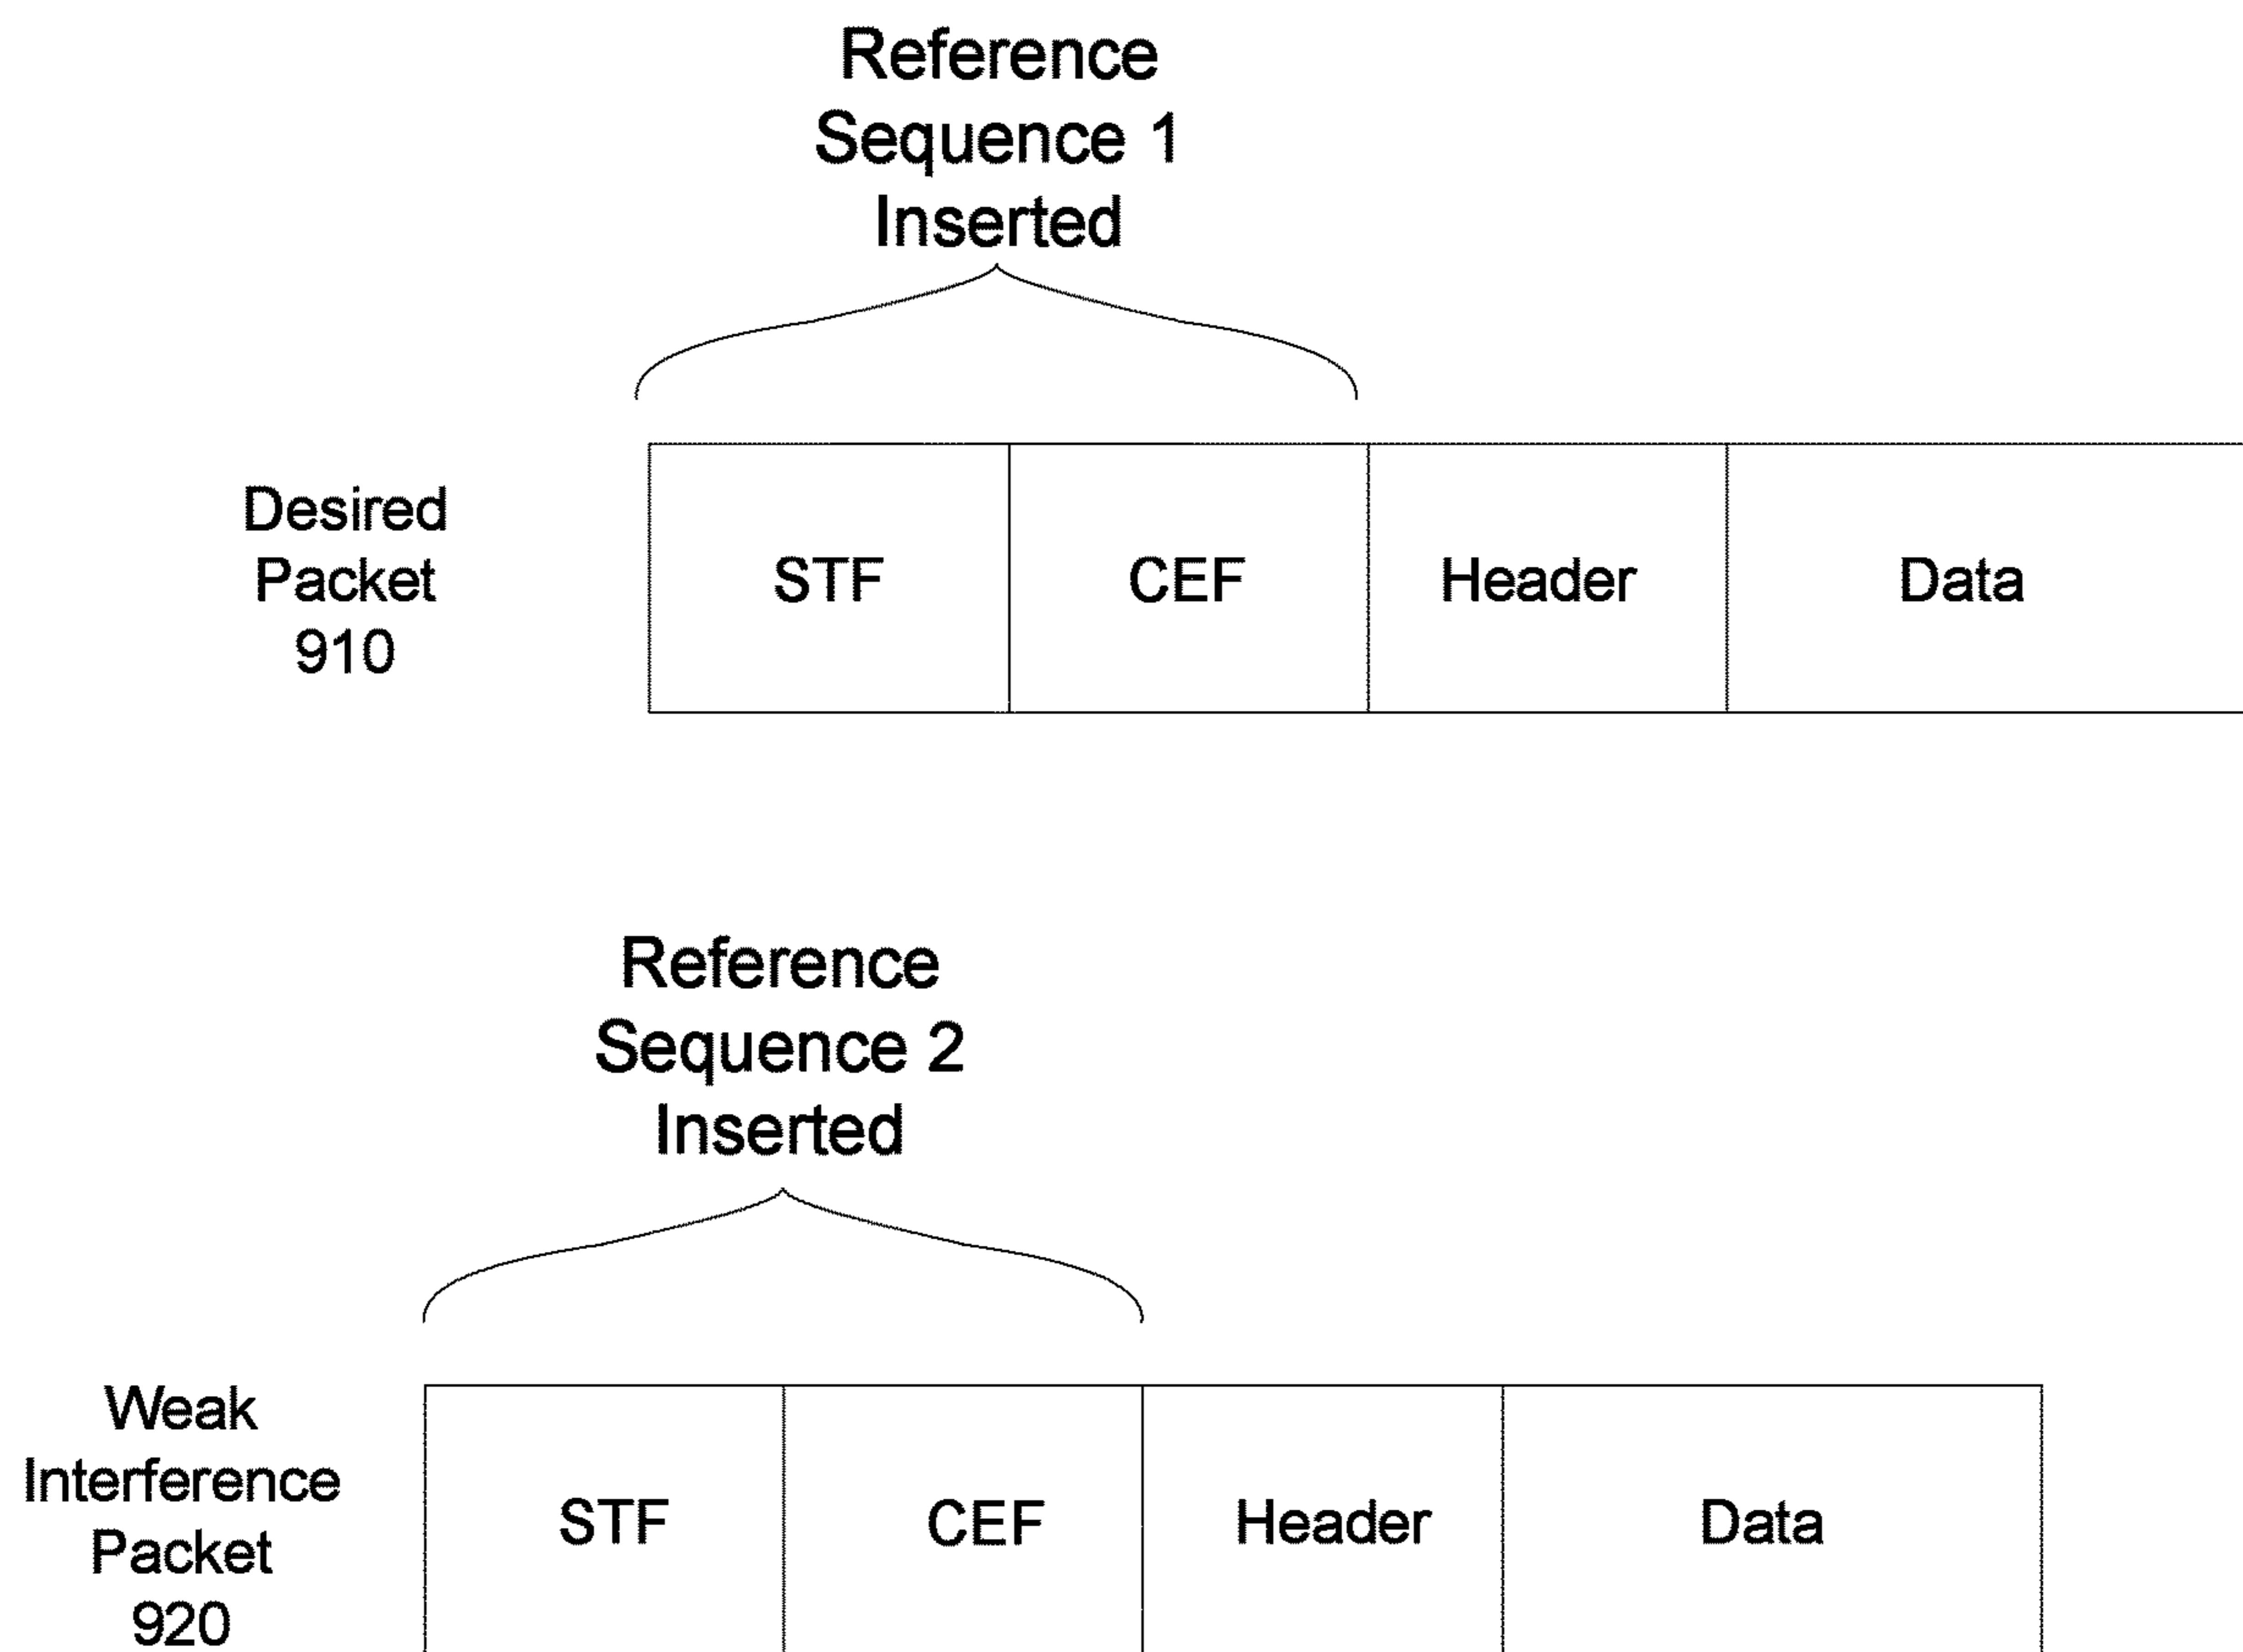 Reference
Sequence 1
Inserted
Desired
Packet
910
STF
CEF
Header
Data
Reference
Sequence 2
Inserted
Weak
Interference
Packet
920
STF
CEF
Header
Data